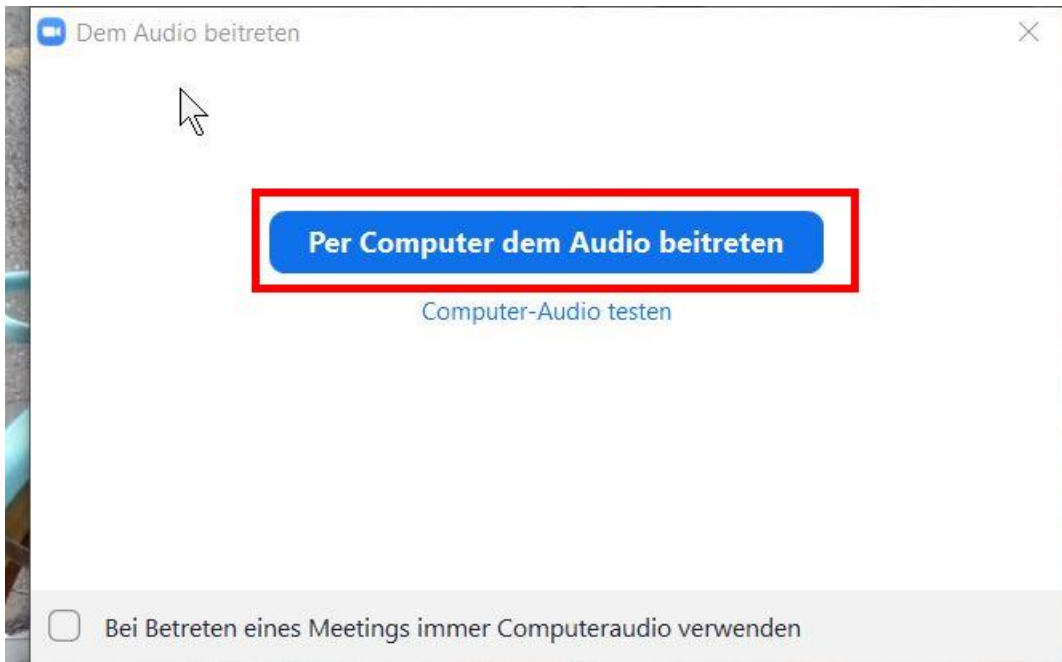 Dem Audio beitreten
Per Computer dem Audio beitreten
Computer-Audio testen
Bei Betreten eines Meetings immer Computeraudio verwenden